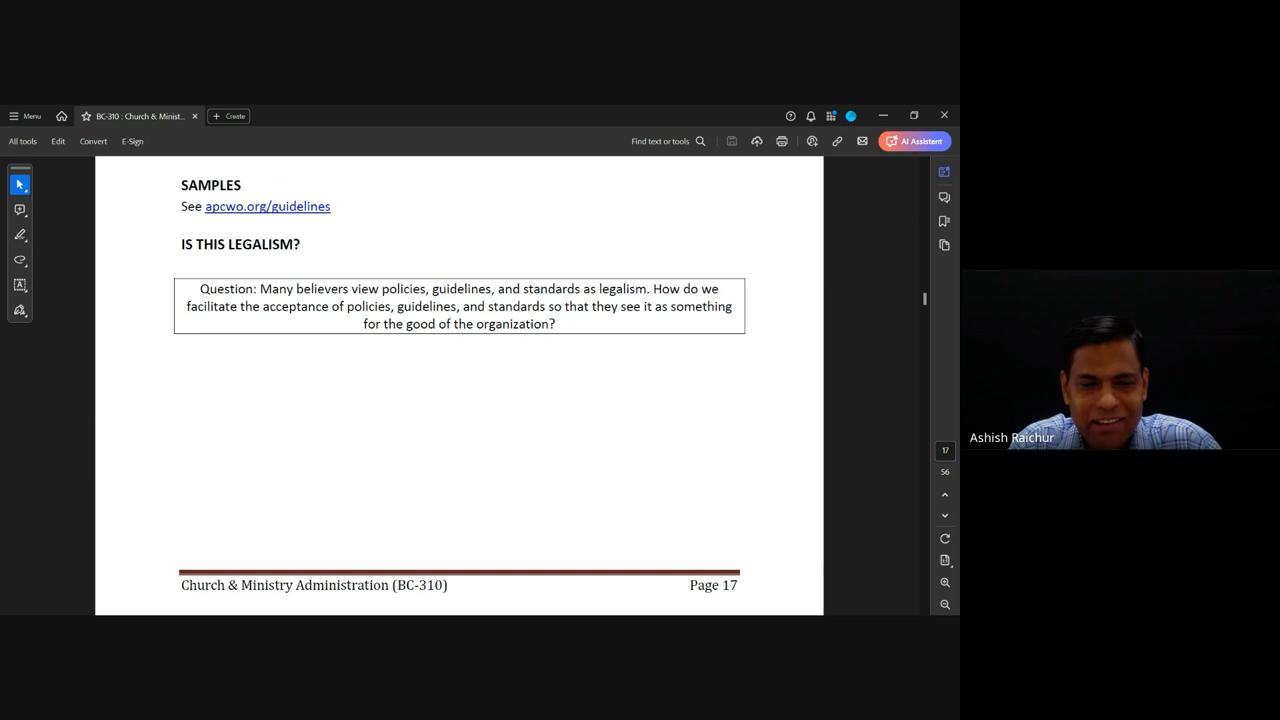 Menu
BC-310 : Church & Minist...
Create
All tools
Edit
Convert
E-Sign
Find text or tools
AI Assistant
SAMPLES
See apcwo.org/guidelines
IS THIS LEGALISM?
Question: Many believers view policies, guidelines, and standards as legalism. How do we
facilitate the acceptance of policies, guidelines, and standards so that they see it as something
for the good of the organization?
Church & Ministry Administration (BC-310)
Page 17
17
56
Ashish Raichur